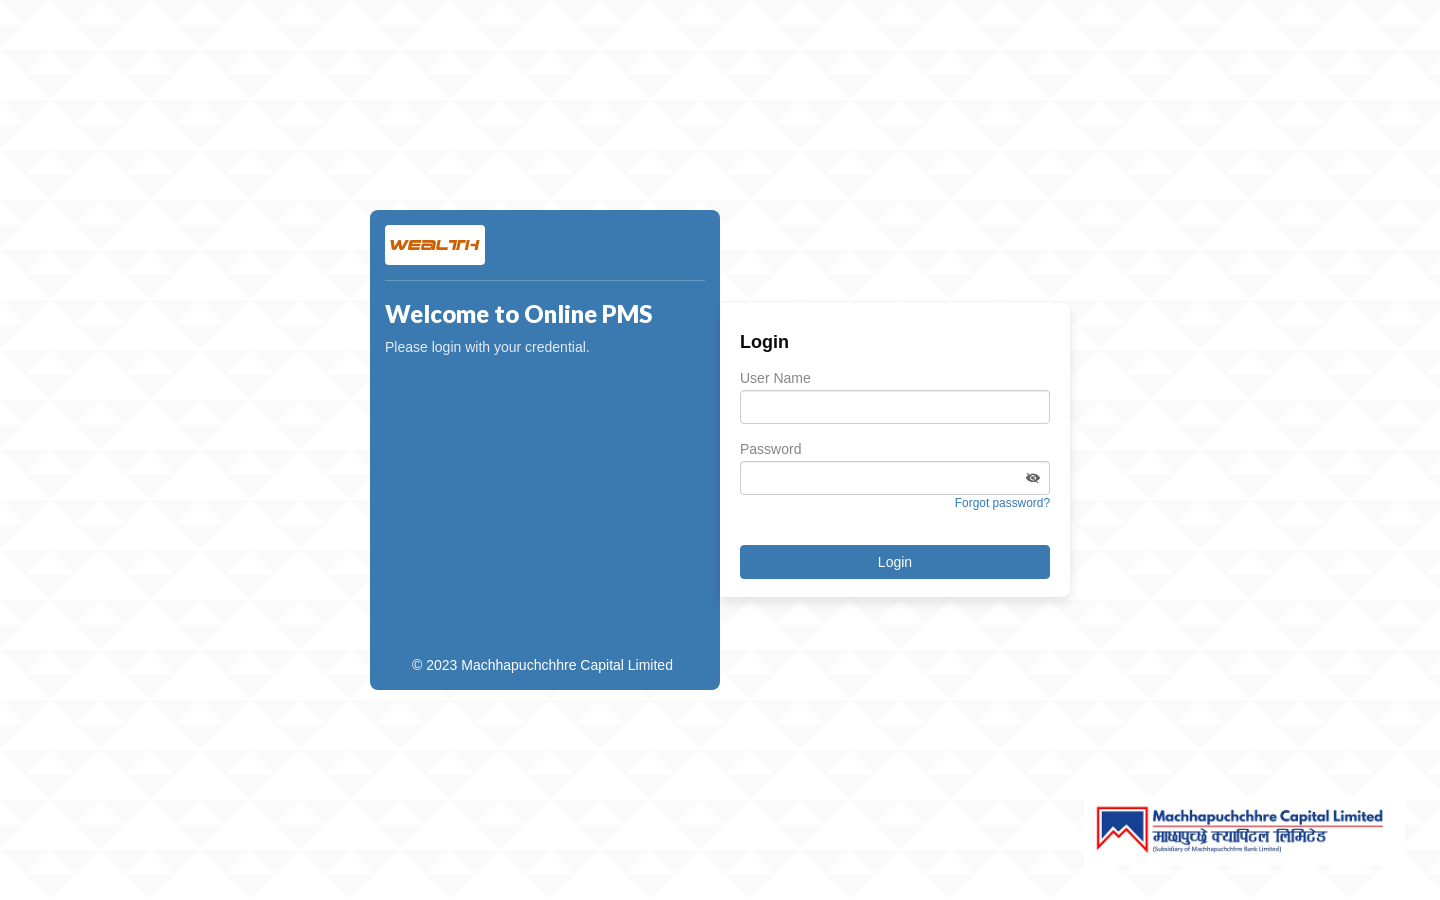 WEALTH
Welcome to Online PMS
Please login with your credential.
© 2023 Machhapuchchhre Capital Limited
Login
User Name
Password
Forgot password?
Login
Machhapuchchhre Capital Limited
माछापुच्छ्रे क्यापिटल लिमिटेड
(Subsidiary of Machhapuchchhre Bank Limited)